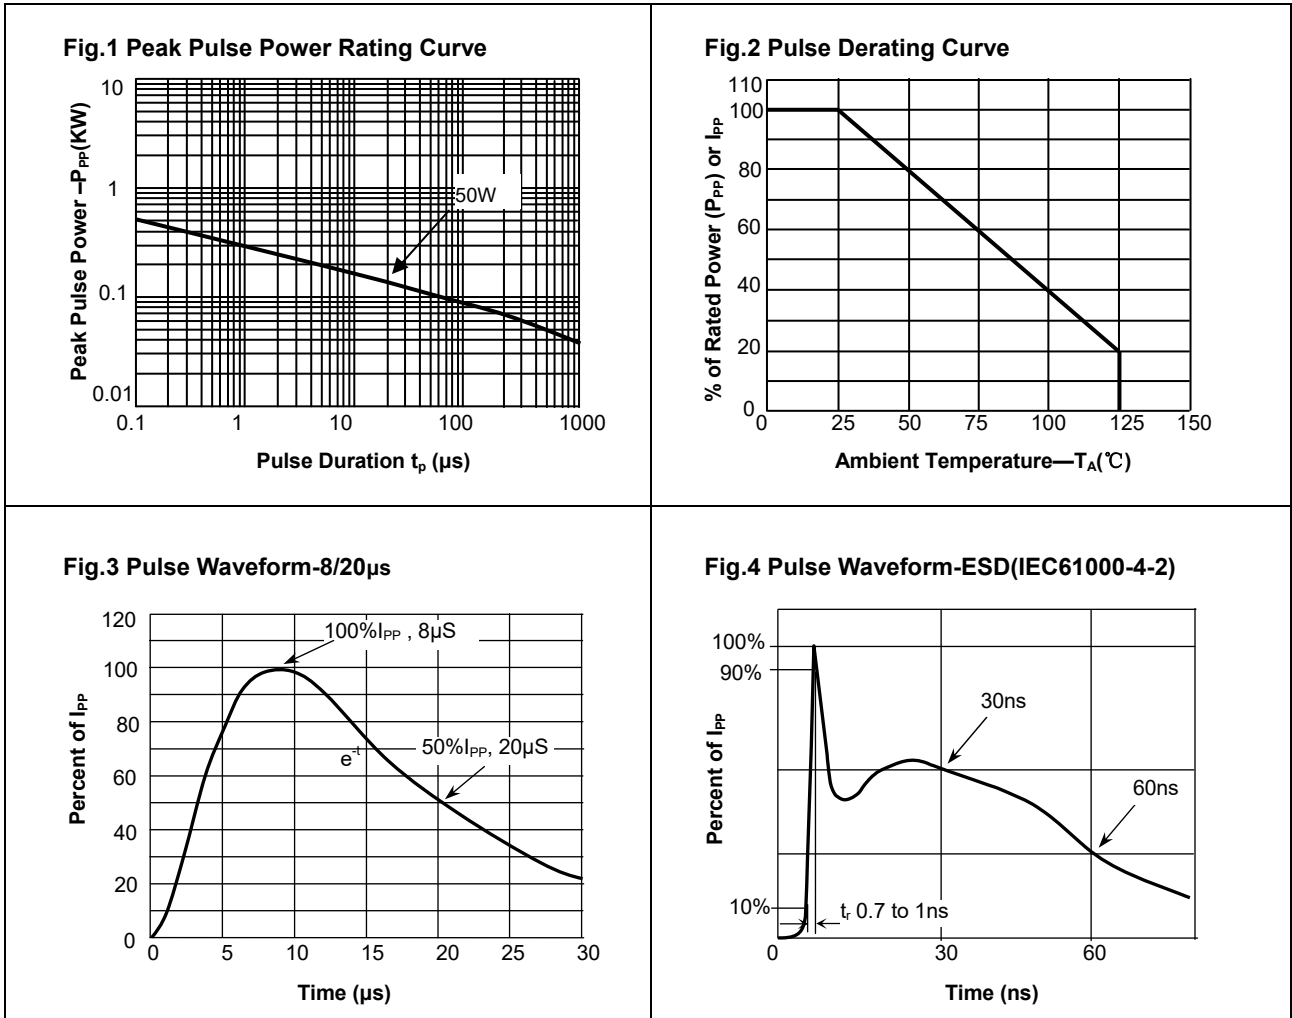 Fig.1 Peak Pulse Power Rating Curve
Peak Pulse Power –PPP(KW)
10
1
0.1
0.01
50W
0.1 1 10 100 1000
Pulse Duration tp (µs)
Fig.2 Pulse Derating Curve
% of Rated Power (PPP) or IPP
110
100
80
60
40
20
0
0 25 50 75 100 125 150
Ambient Temperature—TA(℃)
Fig.3 Pulse Waveform-8/20µs
Percent of IPP
120
100
80
60
40
20
0
100%IPP , 8µS
e-t
50%IPP, 20µS
0 5 10 15 20 25 30
Time (µs)
Fig.4 Pulse Waveform-ESD(IEC61000-4-2)
Percent of IPP
100%
90%
10%
30ns
60ns
tr 0.7 to 1ns
0 30 60
Time (ns)